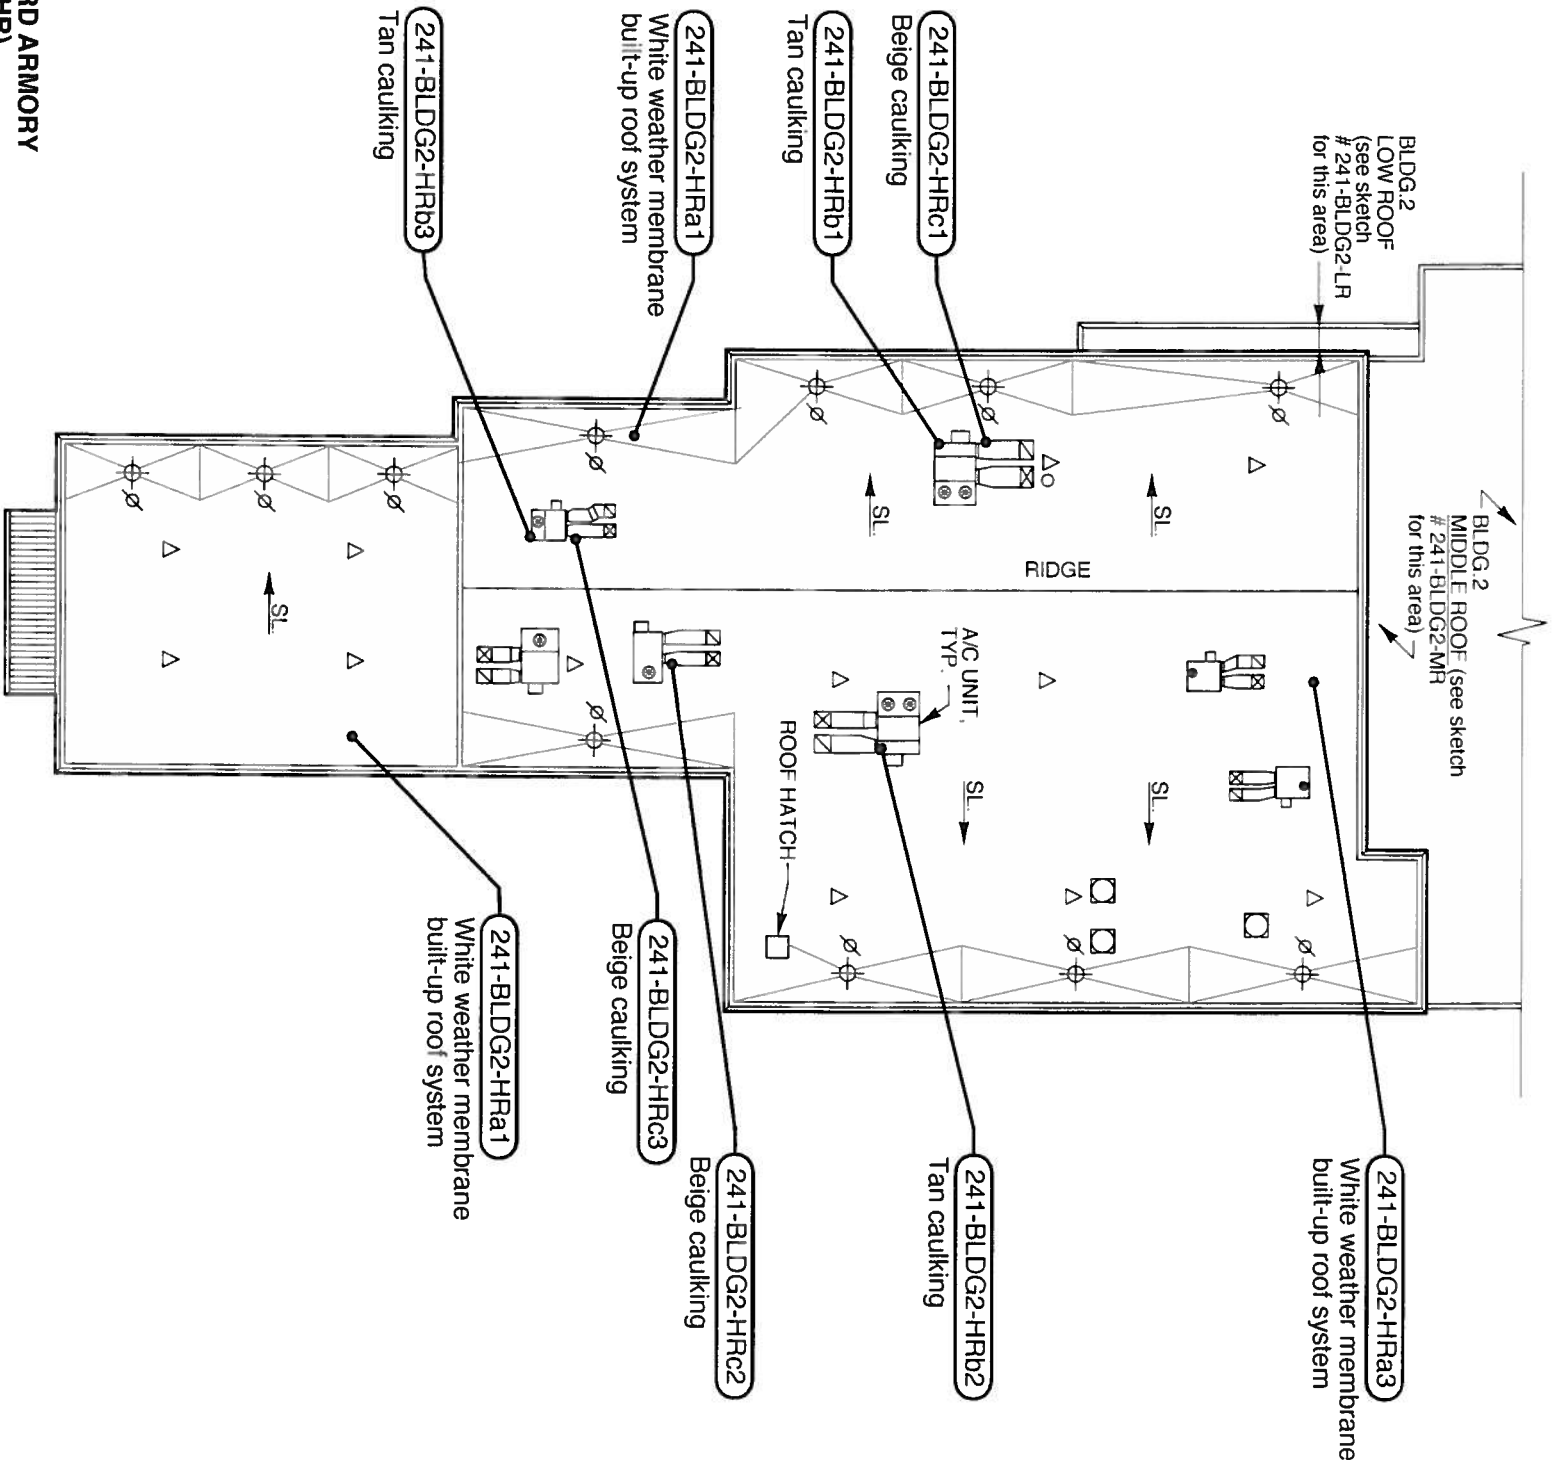 RD ARMORY
HR)
241-BLDG2-HRb3
Tan caulking
241-BLDG2-HRa1
White weather membrane
built-up roof system
241-BLDG2-HRb1
Tan caulking
241-BLDG2-HRc1
Beige caulking
BLDG.2
LOW ROOF
(see sketch
# 241-BLDG2-LR
for this area)
BLDG.2
MIDDLE ROOF (see sketch
# 241-BLDG2-MR
for this area)
SL.
SL.
SL.
RIDGE
A/C UNIT,
TYP.
SL.
SL.
ROOF HATCH
241-BLDG2-HRa1
White weather membrane
built-up roof system
241-BLDG2-HRc3
Beige caulking
241-BLDG2-HRc2
Beige caulking
241-BLDG2-HRb2
Tan caulking
241-BLDG2-HRa3
White weather membrane
built-up roof system